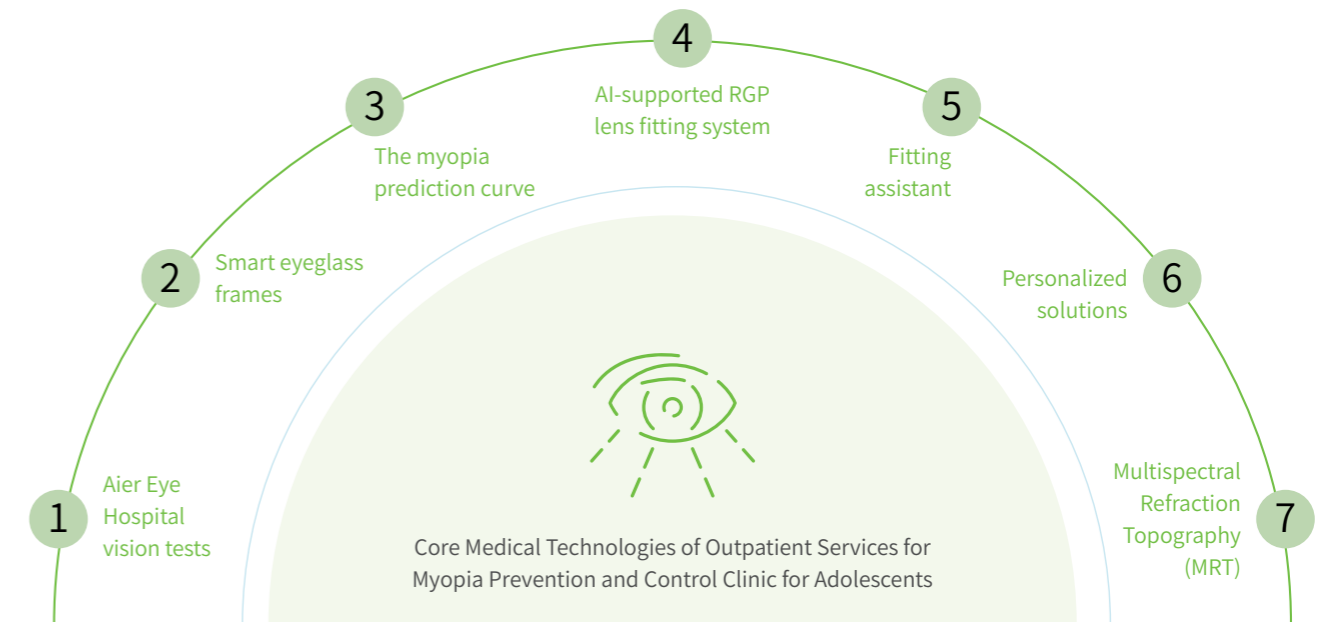 1
Aier Eye
Hospital
vision tests
2
Smart eyeglass
frames
3
The myopia
prediction curve
4
AI-supported RGP
lens fitting system
5
Fitting
assistant
6
Personalized
solutions
7
Multispectral
Refraction
Topography
(MRT)
Core Medical Technologies of Outpatient Services for
Myopia Prevention and Control Clinic for Adolescents